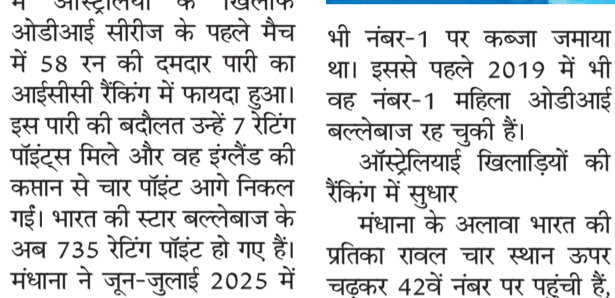 में ऑस्ट्रेलिया के खिलाफ
ओडीआई सीरीज के पहले मैच
में 58 रन की दमदार पारी का
आईसीसी रैंकिंग में फायदा हुआ।
इस पारी की बदौलत उन्हें 7 रेटिंग
पॉइंट्स मिले और वह इंग्लैंड की
कप्तान से चार पॉइंट आगे निकल
गईं। भारत की स्टार बल्लेबाज के
अब 735 रेटिंग पॉइंट हो गए हैं।
मंधाना ने जून-जुलाई 2025 में
भी नंबर-1 पर कब्जा जमाया
था। इससे पहले 2019 में भी
वह नंबर-1 महिला ओडीआई
बल्लेबाज रह चुकी हैं।
ऑस्ट्रेलियाई खिलाड़ियों की
रैंकिंग में सुधार
मंधाना के अलावा भारत की
प्रतिका रावल चार स्थान ऊपर
चढ़कर 42वें नंबर पर पहुंची हैं,